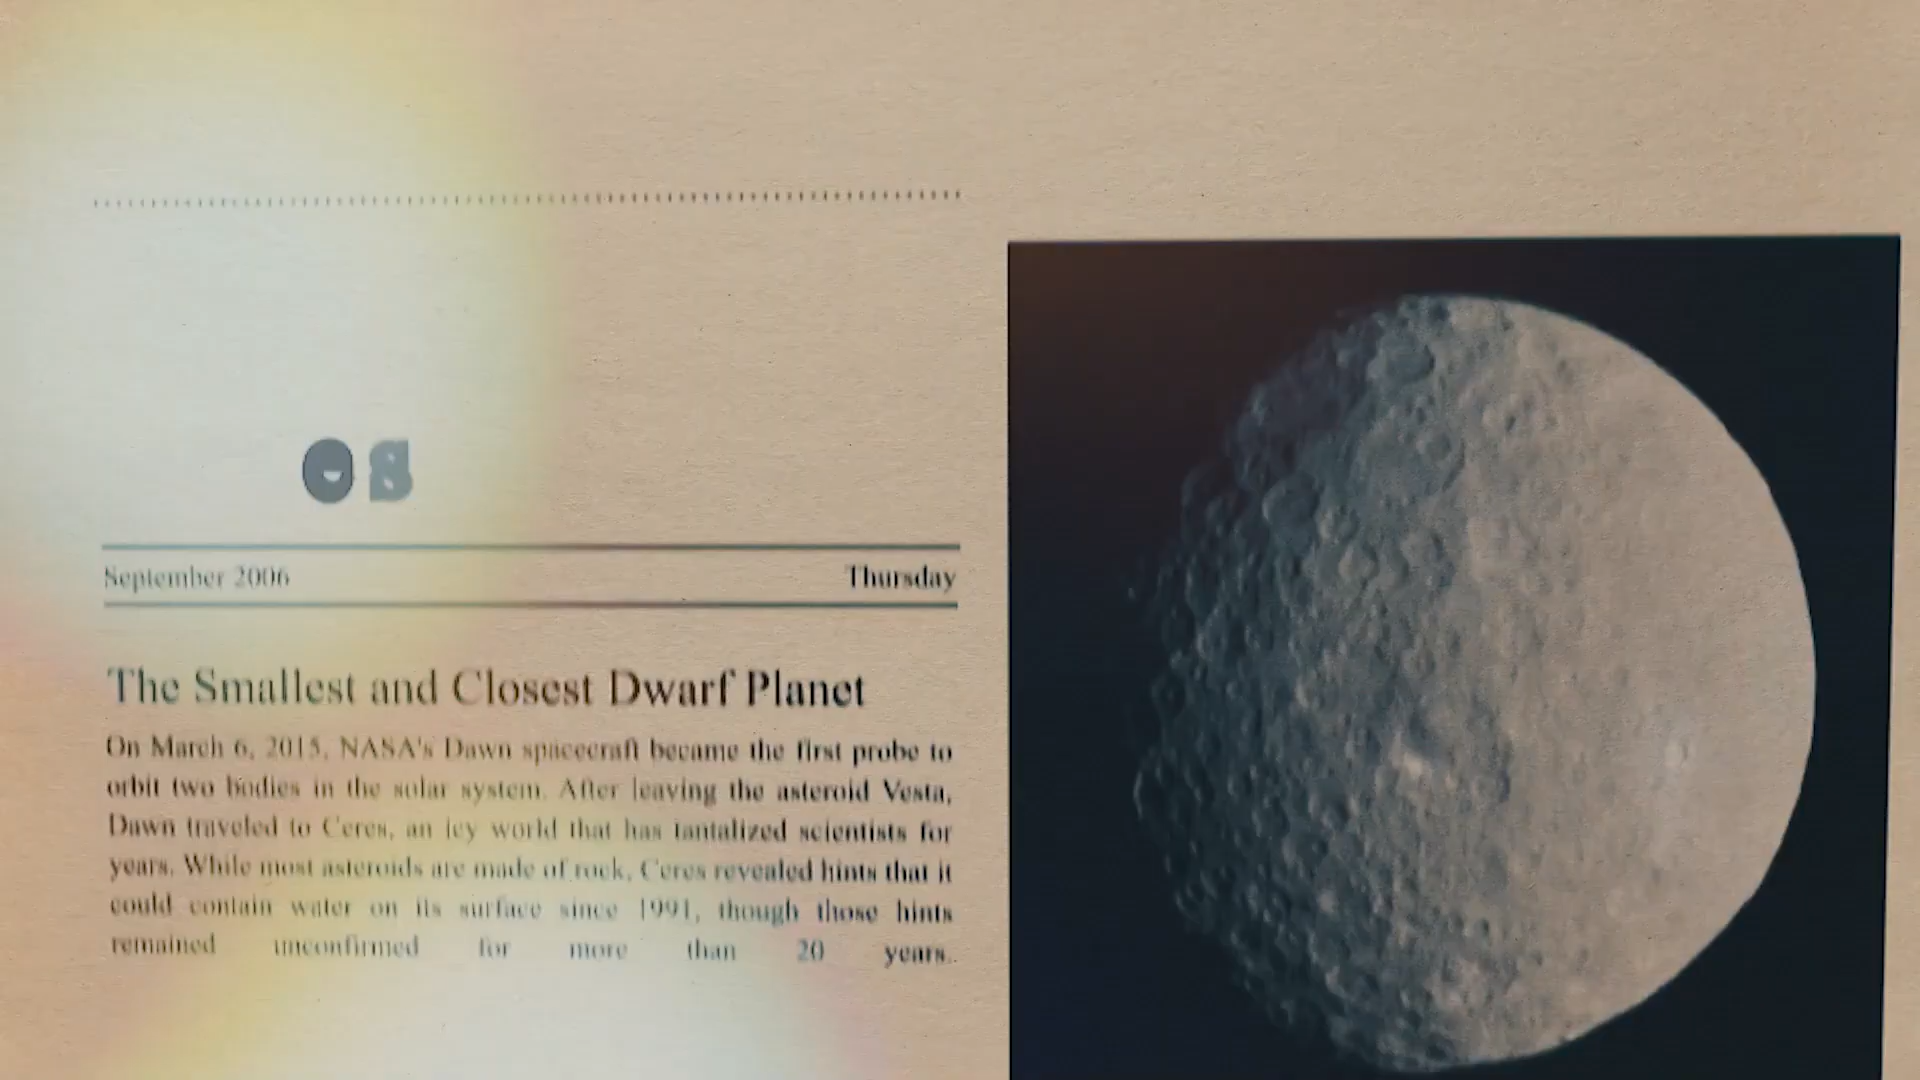 September 2006 Thursday
The Smallest and Closest Dwarf Planet
On March 6, 2015, NASA's Dawn spacecraft became the first probe to
orbit two bodies in the solar system. After leaving the asteroid Vesta,
Dawn traveled to Ceres, an icy world that has tantalized scientists for
years. While most asteroids are made of rock, Ceres revealed hints that it
could contain water on its surface since 1991, though those hints
remained unconfirmed for more than 20 years.